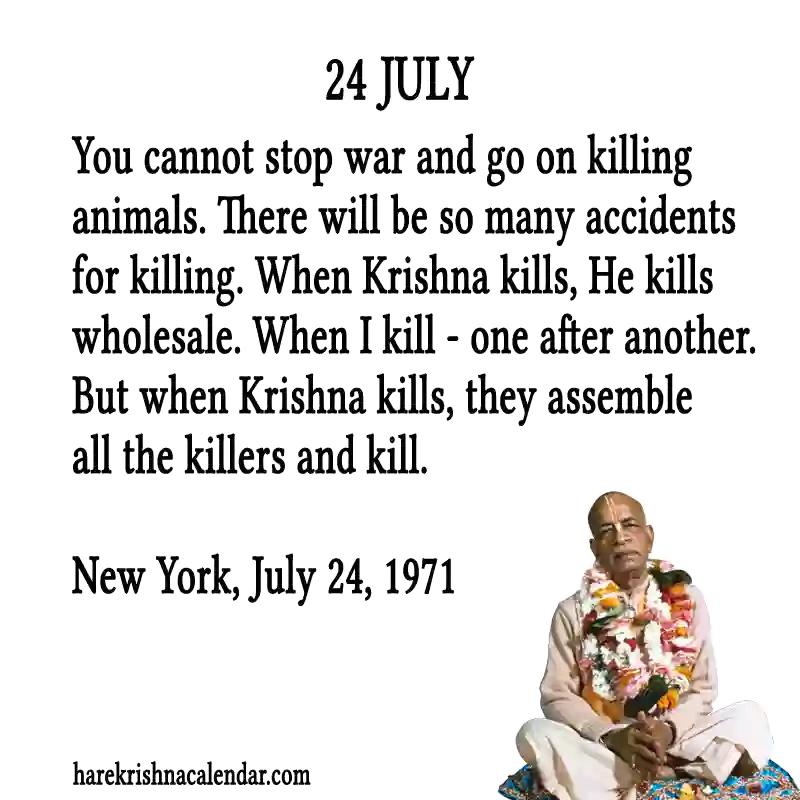 24 JULY
You cannot stop war and go on killing
animals. There will be so many accidents
for killing. When Krishna kills, He kills
wholesale. When I kill - one after another.
But when Krishna kills, they assemble
all the killers and kill.
New York, July 24, 1971
harekrishnacalendar.com